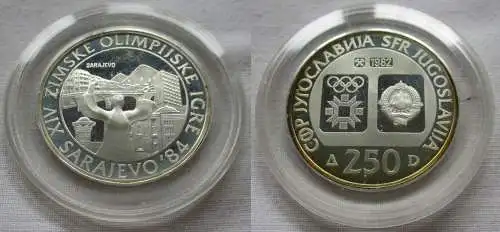 XIV ZIMSKE OLIMPIJSKE IGRE
SARAJEVO
SARAJEVO '84
СФР ЈУГОСЛАВИЈА SFR JUGOSLAVIJA
1982
250 D